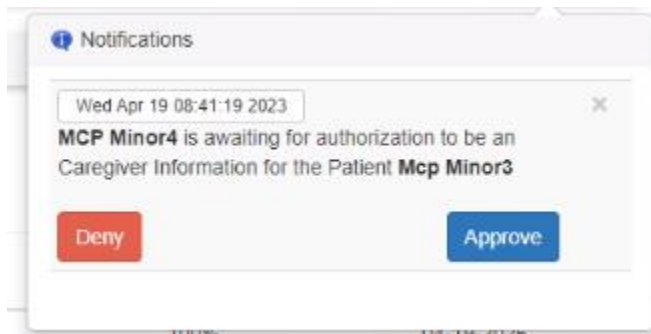 Notifications
Wed Apr 19 08:41:19 2023
MCP Minor4 is awaiting for authorization to be an
Caregiver Information for the Patient Mcp Minor3
Deny Approve